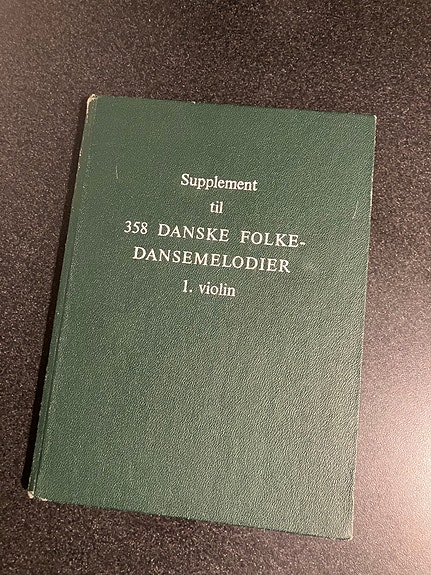 Supplement
til
358 DANSKE FOLKE-
DANSEMELODIER
1. violin